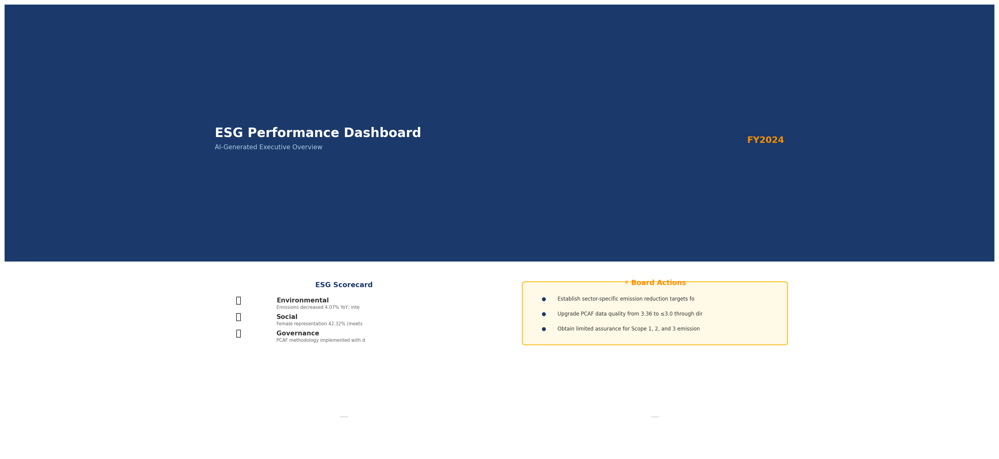 ESG Performance Dashboard
AI-Generated Executive Overview
FY2024
ESG Scorecard
Environmental
Emissions decreased 4.07% YoY; inte
Social
Female representation 42.32% (meets
Governance
PCAF methodology implemented with d
⚡ Board Actions
● Establish sector-specific emission reduction targets fo
● Upgrade PCAF data quality from 3.36 to ≤3.0 through dir
● Obtain limited assurance for Scope 1, 2, and 3 emission